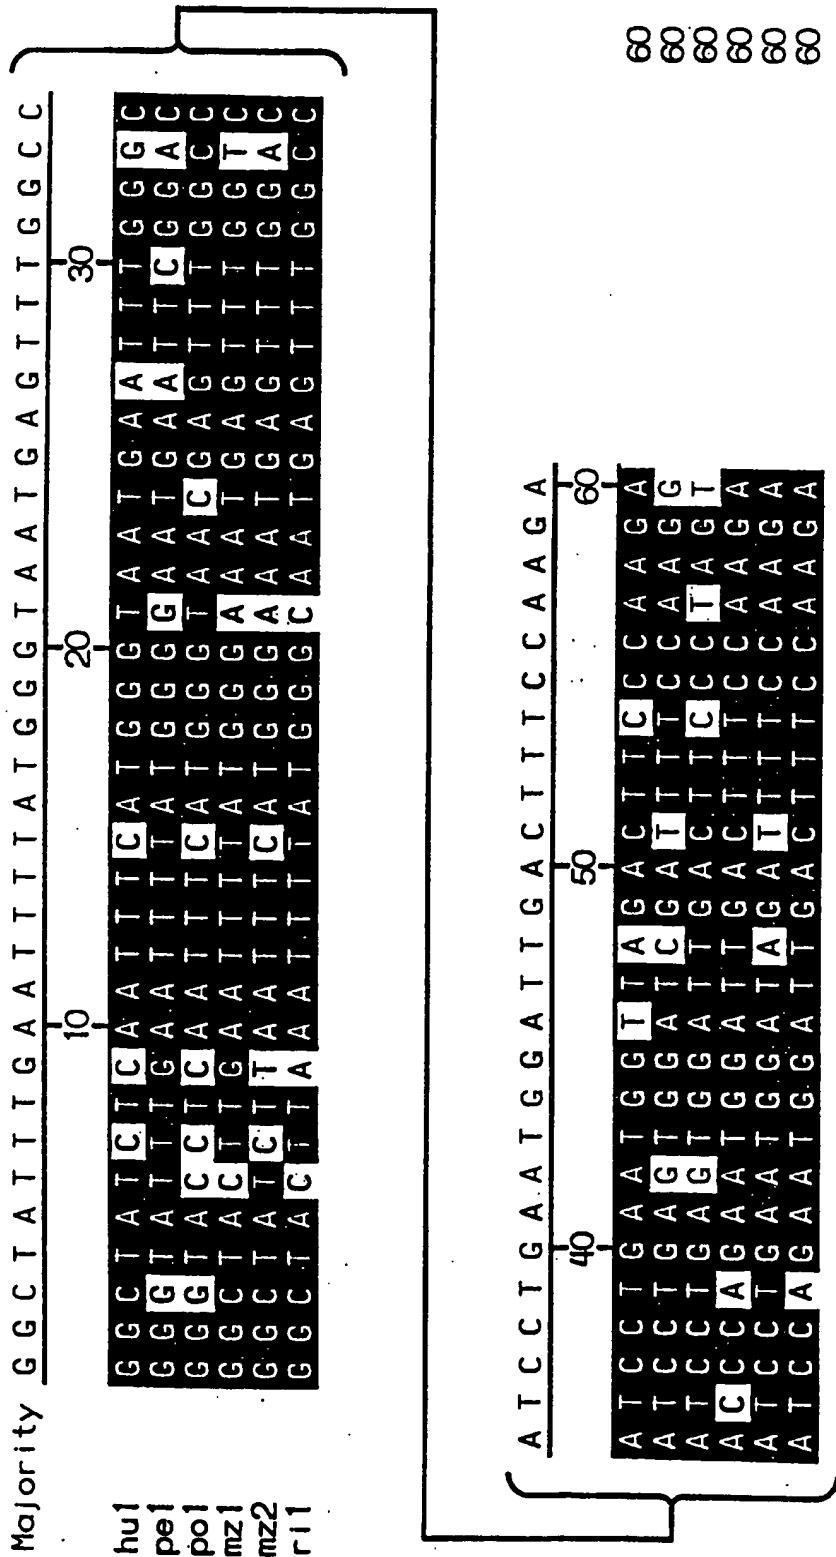 Majority G G C T A T T T G A A T T T T A T G G G T A A T G A G T T T G G C C
10 20 30
hu1 G G C T A T C T C A A T T T C A T G G G T A A T G A A T T T G G G C
pe1 G G G T A T T T G A A T T T T A T G G G G A A T G A A T T C G G A C
po1 G G G T A C C T C A A T T T C A T G G G T A A C G A G T T T G G C C
mz1 G G C T A C T T G A A T T T T A T G G G A A A T G A G T T T G G T C
mz2 G G C T A T C T T A A T T T C A T G G G A A A T G A G T T T G G A C
ri1 G G C T A C T T A A A T T T T A T G G G C A A T G A G T T T G G C C
A T C C T G A A T G G A T T G A C T T T C C A A G A
40 50 60
A T C C T G A A T G G T T A G A C T T C C C A A G A 60
A T C C T G A G T G G A T C G A T T T T C C A A G G 60
A T C C T G A G T G G A T T G A C T T C C C T A G T 60
A C C C A G A A T G G A T T G A C T T T C C A A G A 60
A T C C T G A A T G G A T A G A T T T T C C A A G A 60
A T C C A G A A T G G A T T G A C T T T C C A A G A 60